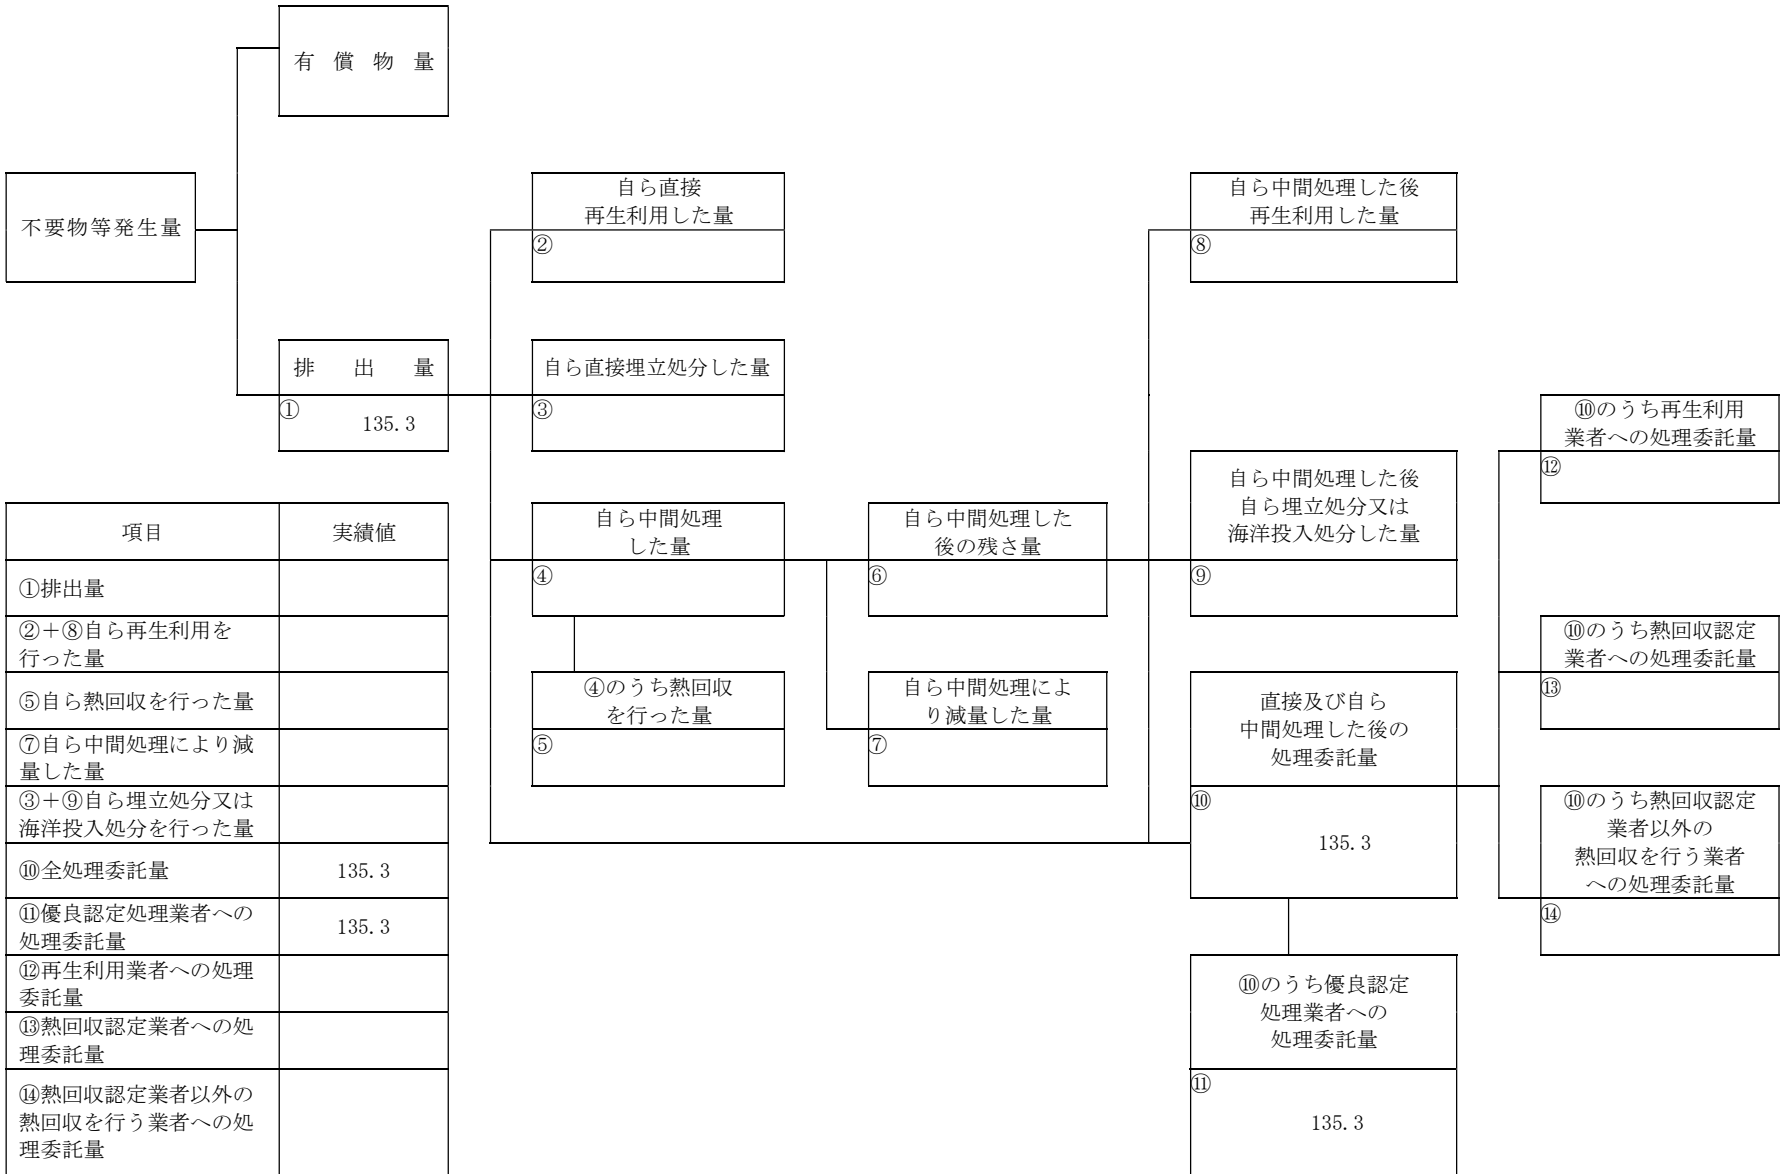 有償物量
不要物等発生量
自ら直接
再生利用した量
②
自ら中間処理した後
再生利用した量
⑧
排出量
①
135.3
自ら直接埋立処分した量
③
⑩のうち再生利用
業者への処理委託量
⑫
自ら中間処理
した量
④
自ら中間処理した
後の残さ量
⑥
自ら中間処理した後
自ら埋立処分又は
海洋投入処分した量
⑨
⑩のうち熱回収認定
業者への処理委託量
⑬
④のうち熱回収
を行った量
⑤
自ら中間処理によ
り減量した量
⑦
直接及び自ら
中間処理した後の
処理委託量
⑩
135.3
⑩のうち熱回収認定
業者以外の
熱回収を行う業者
への処理委託量
⑭
⑩のうち優良認定
処理業者への
処理委託量
⑪
135.3
項目 実績値
①排出量
②+⑧自ら再生利用を
行った量
⑤自ら熱回収を行った量
⑦自ら中間処理により減
量した量
③+⑨自ら埋立処分又は
海洋投入処分を行った量
⑩全処理委託量 135.3
⑪優良認定処理業者への
処理委託量 135.3
⑫再生利用業者への処理
委託量
⑬熱回収認定業者への処
理委託量
⑭熱回収認定業者以外の
熱回収を行う業者への処
理委託量